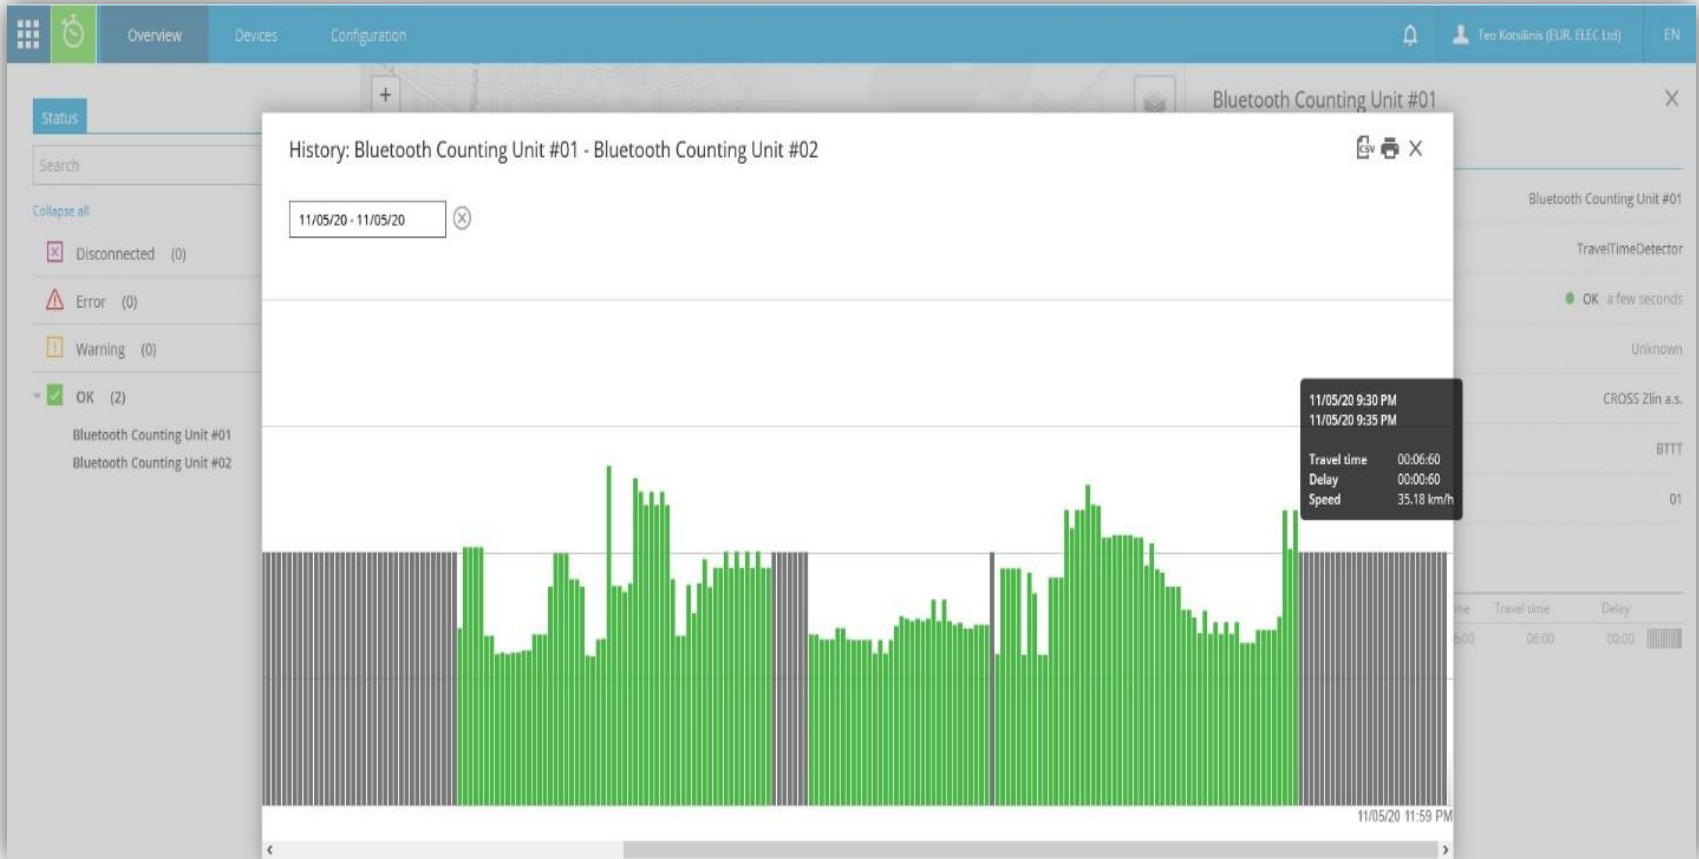 Overview Devices Configuration
Teo Kotsilinis (EUR. ELEC Ltd) EN
Status
Search
Collapse all
Disconnected (0)
Error (0)
Warning (0)
OK (2)
Bluetooth Counting Unit #01
Bluetooth Counting Unit #02
+
History: Bluetooth Counting Unit #01 - Bluetooth Counting Unit #02
CSV
11/05/20 - 11/05/20
11/05/20 9:30 PM
11/05/20 9:35 PM
Travel time 00:06:60
Delay 00:00:60
Speed 35.18 km/h
11/05/20 11:59 PM
Bluetooth Counting Unit #01
Bluetooth Counting Unit #01
TravelTimeDetector
OK a few seconds
Unknown
CROSS Zlín a.s.
BTTT
01
Travel time Delay
06:00 00:00